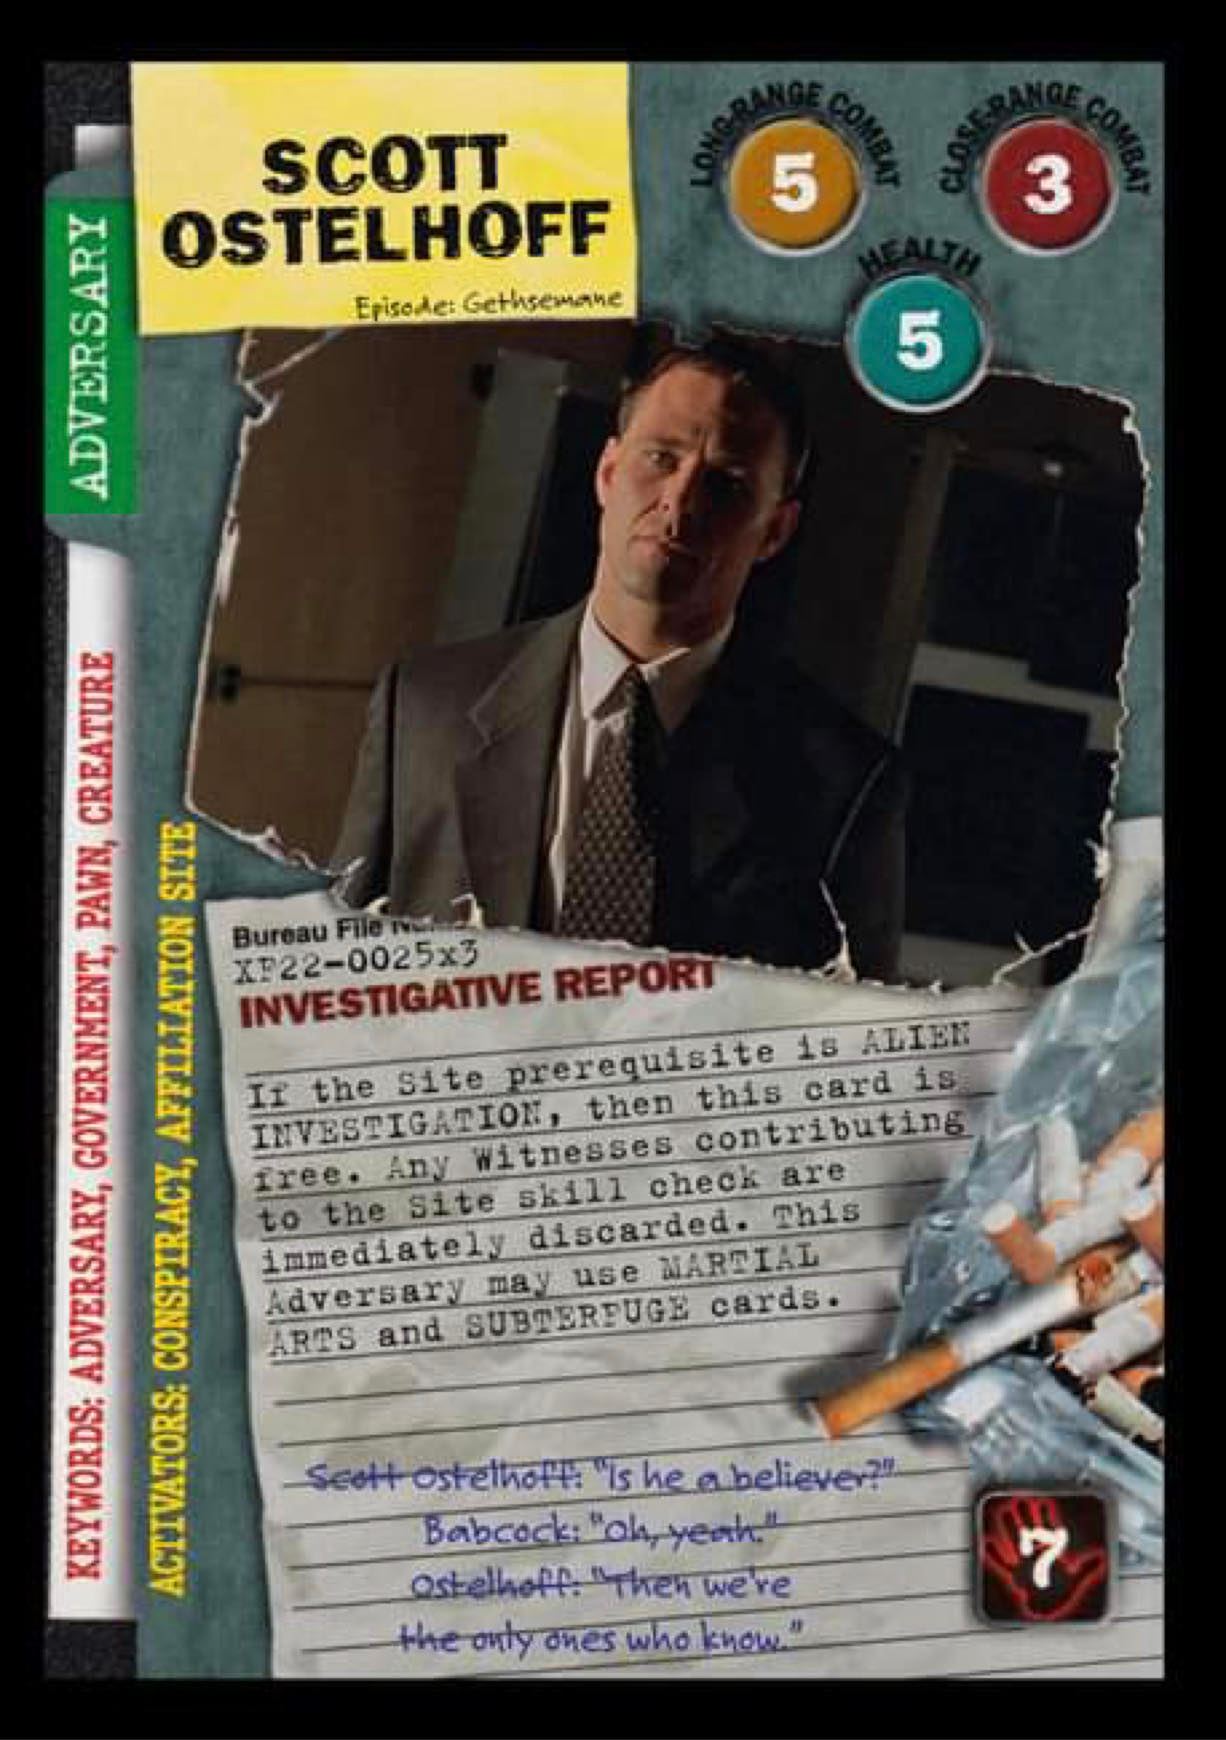 SCOTT
OSTELHOFF
Episode: Gethsemane
LONG-RANGE COMBAT
5
CLOSE-RANGE COMBAT
3
HEALTH
5
ADVERSARY
KEYWORDS: ADVERSARY, GOVERNMENT, PAWN, CREATURE
ACTIVATORS: CONSPIRACY, AFFILIATION SITE
Bureau File
XF22-0025x3
INVESTIGATIVE REPORT
If the Site prerequisite is ALIEN
INVESTIGATION, then this card is
free. Any Witnesses contributing
to the Site skill check are
immediately discarded. This
Adversary may use MARTIAL
ARTS and SUBTERFUGE cards.
Scott Ostelhoff: "Is he a believer?"
Babcock: "Oh, yeah."
Ostelhoff: "Then we're
the only ones who know."
7